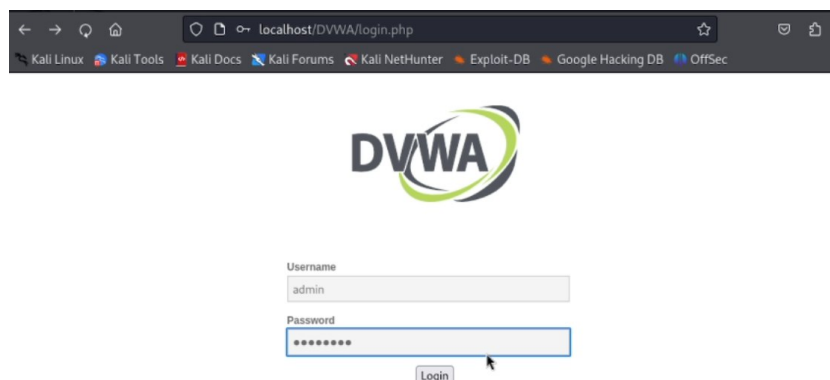 localhost/DVWA/login.php
Kali Linux Kali Tools Kali Docs Kali Forums Kali NetHunter Exploit-DB Google Hacking DB OffSec
DVWA
Username
admin
Password
••••••••
Login